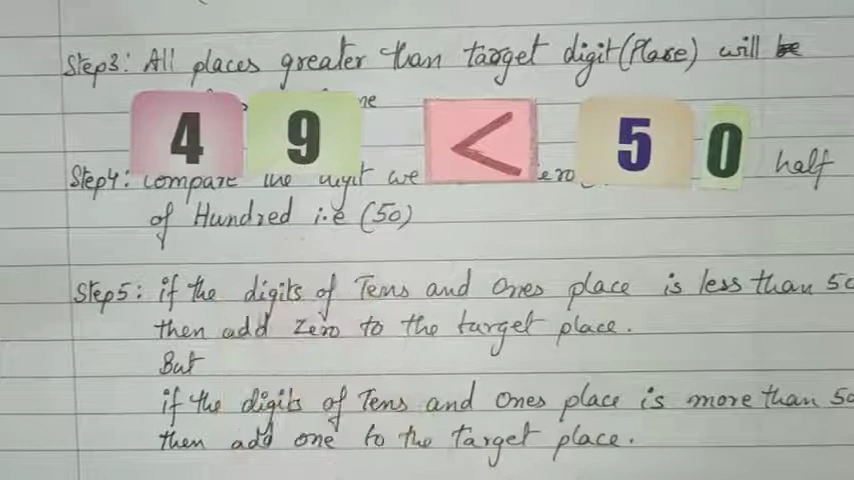 Step3: All places greater than target digit(Place) will be
me
4 9 < 5 0
Step4: Compare the digit we zero half
of Hundred i.e (50)
Step5: if the digits of Tens and Ones place is less than 50
then add Zero to the target place.
But
if the digits of Tens and Ones place is more than 50
then add one to the target place.